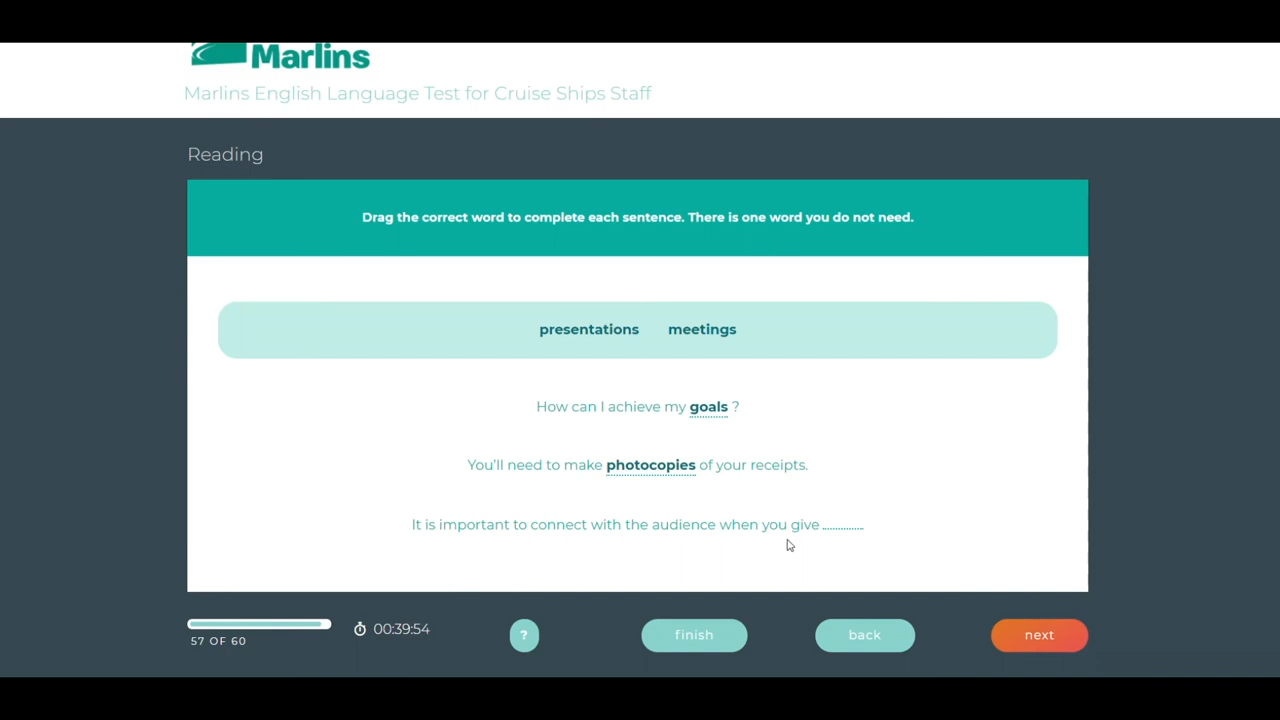 Marlins
Marlins English Language Test for Cruise Ships Staff
Reading
Drag the correct word to complete each sentence. There is one word you do not need.
presentations meetings
How can I achieve my goals ?
You'll need to make photocopies of your receipts.
It is important to connect with the audience when you give ............
57 OF 60
00:39:54
?
finish
back
next